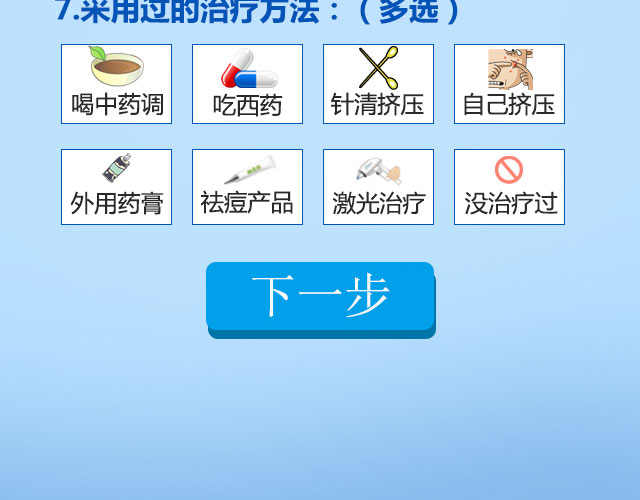 7.采用过的治疗方法：（多选）
喝中药调
吃西药
针清挤压
自己挤压
外用药膏
祛痘产品
激光治疗
没治疗过
下一步